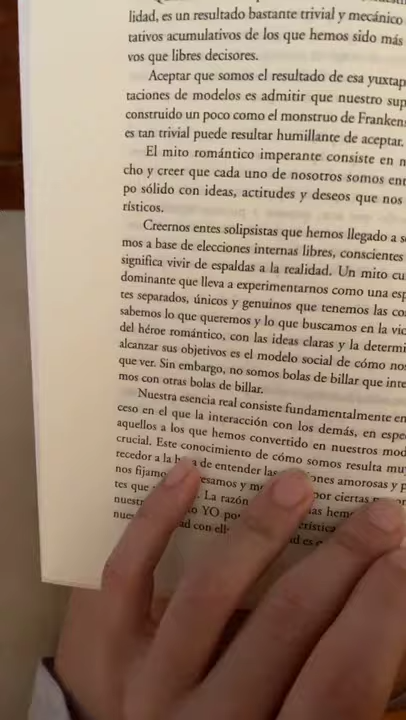 lidad, es un resultado bastante trivial y mecánico
tativos acumulativos de los que hemos sido más
vos que libres decisores.
Aceptar que somos el resultado de esa yuxtap
taciones de modelos es admitir que nuestro sup
construido un poco como el monstruo de Franken
es tan trivial puede resultar humillante de aceptar.
El mito romántico imperante consiste en n
cho y creer que cada uno de nosotros somos ent
po sólido con ideas, actitudes y deseos que nos
rísticos.
Creernos entes solipsistas que hemos llegado a s
mos a base de elecciones internas libres, conscientes
significa vivir de espaldas a la realidad. Un mito cu
dominante que lleva a experimentarnos como una esp
tes separados, únicos y genuinos que tenemos las co
sabemos lo que queremos y lo que buscamos en la vid
del héroe romántico, con las ideas claras y la determi
alcanzar sus objetivos es el modelo social de cómo no
que ver. Sin embargo, no somos bolas de billar que inte
mos con otras bolas de billar.
Nuestra esencia real consiste fundamentalmente en
ceso en el que la interacción con los demás, en espe
aquellos a los que hemos convertido en nuestros mod
crucial. Este conocimiento de cómo somos resulta mu
recedor a la de entender las amorosas y p
nos fijamo y por ciertas
tes que La razón hem
YO
con